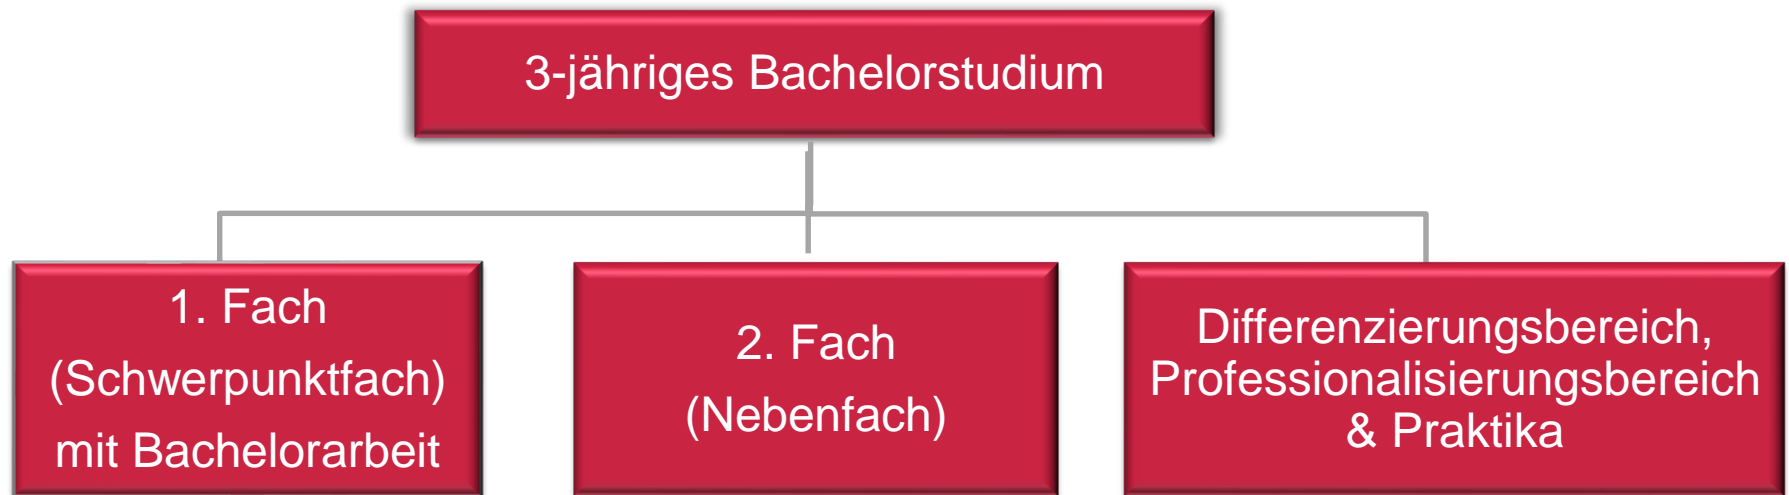 3-jähriges Bachelorstudium
1. Fach
(Schwerpunktfach)
mit Bachelorarbeit
2. Fach
(Nebenfach)
Differenzierungsbereich,
Professionalisierungsbereich
& Praktika